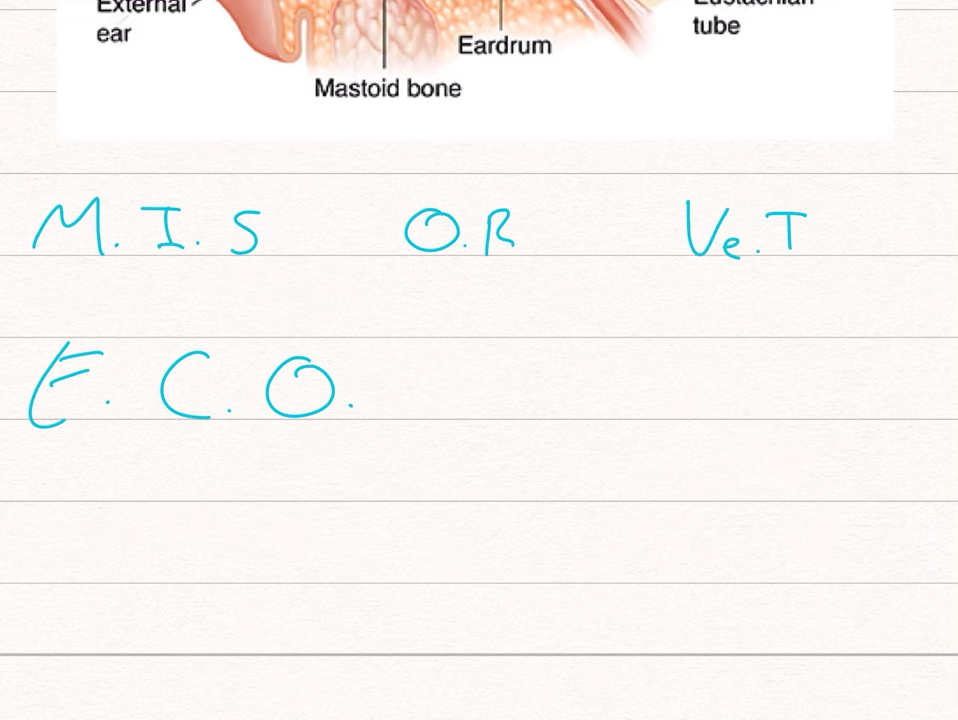 External
ear
Eustachian
tube
Eardrum
Mastoid bone
M. I. S O.R Ve.T
E. C. O.